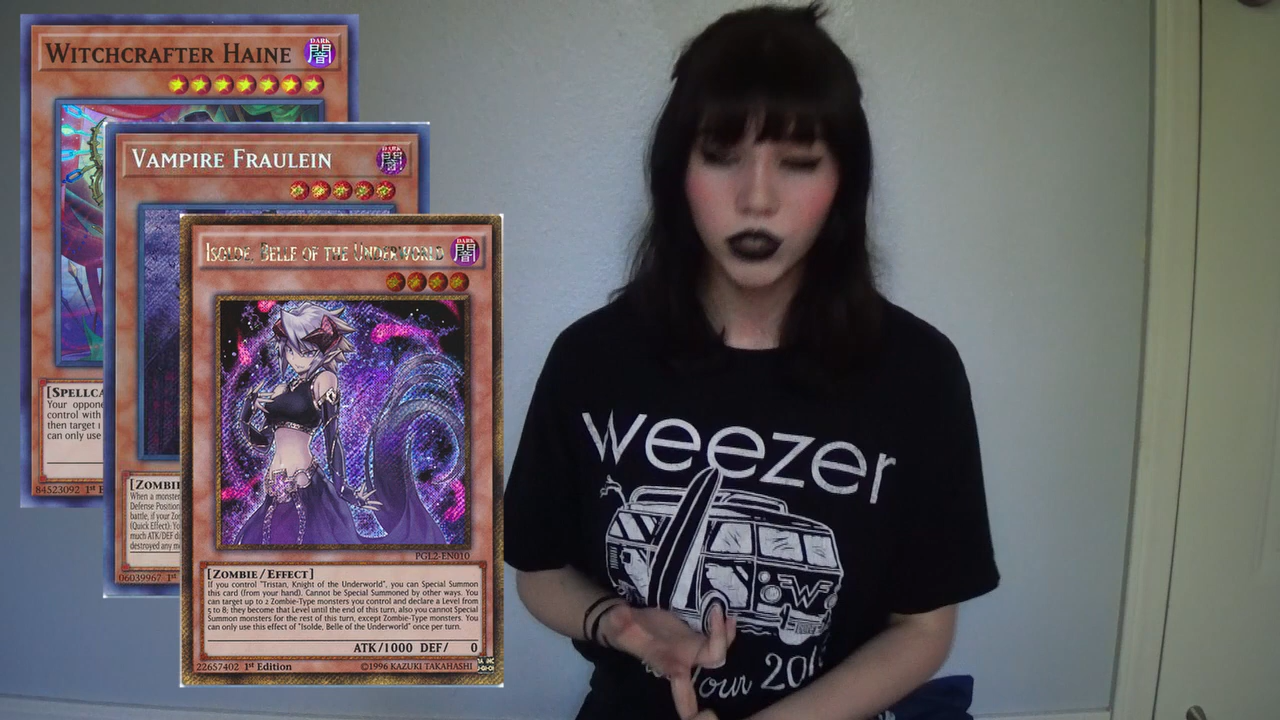 WITCHCRAFTER HAINE
DARK
闇
[SPELLCA
Your oppone
control with
then target 1
can only use
84523092 1st E
VAMPIRE FRAULEIN
DARK
闇
[ZOMBIE
When a monster
Defense Position
battle, if your Zo
(Quick Effect): Yo
much ATK/DEF di
destroyed any m
06039967 1st
ISOLDE, BELLE OF THE UNDERWORLD
DARK
闇
PGL2-EN010
[ZOMBIE/EFFECT]
If you control "Tristan, Knight of the Underworld", you can Special Summon
this card (from your hand). Cannot be Special Summoned by other ways. You
can target up to 2 Zombie-Type monsters you control and declare a Level from
5 to 8; they become that Level until the end of this turn, also you cannot Special
Summon monsters for the rest of this turn, except Zombie-Type monsters. You
can only use this effect of "Isolde, Belle of the Underworld" once per turn.
ATK/1000 DEF/ 0
22657402 1st Edition
©1996 KAZUKI TAKAHASHI
weezer
W
Tour 201